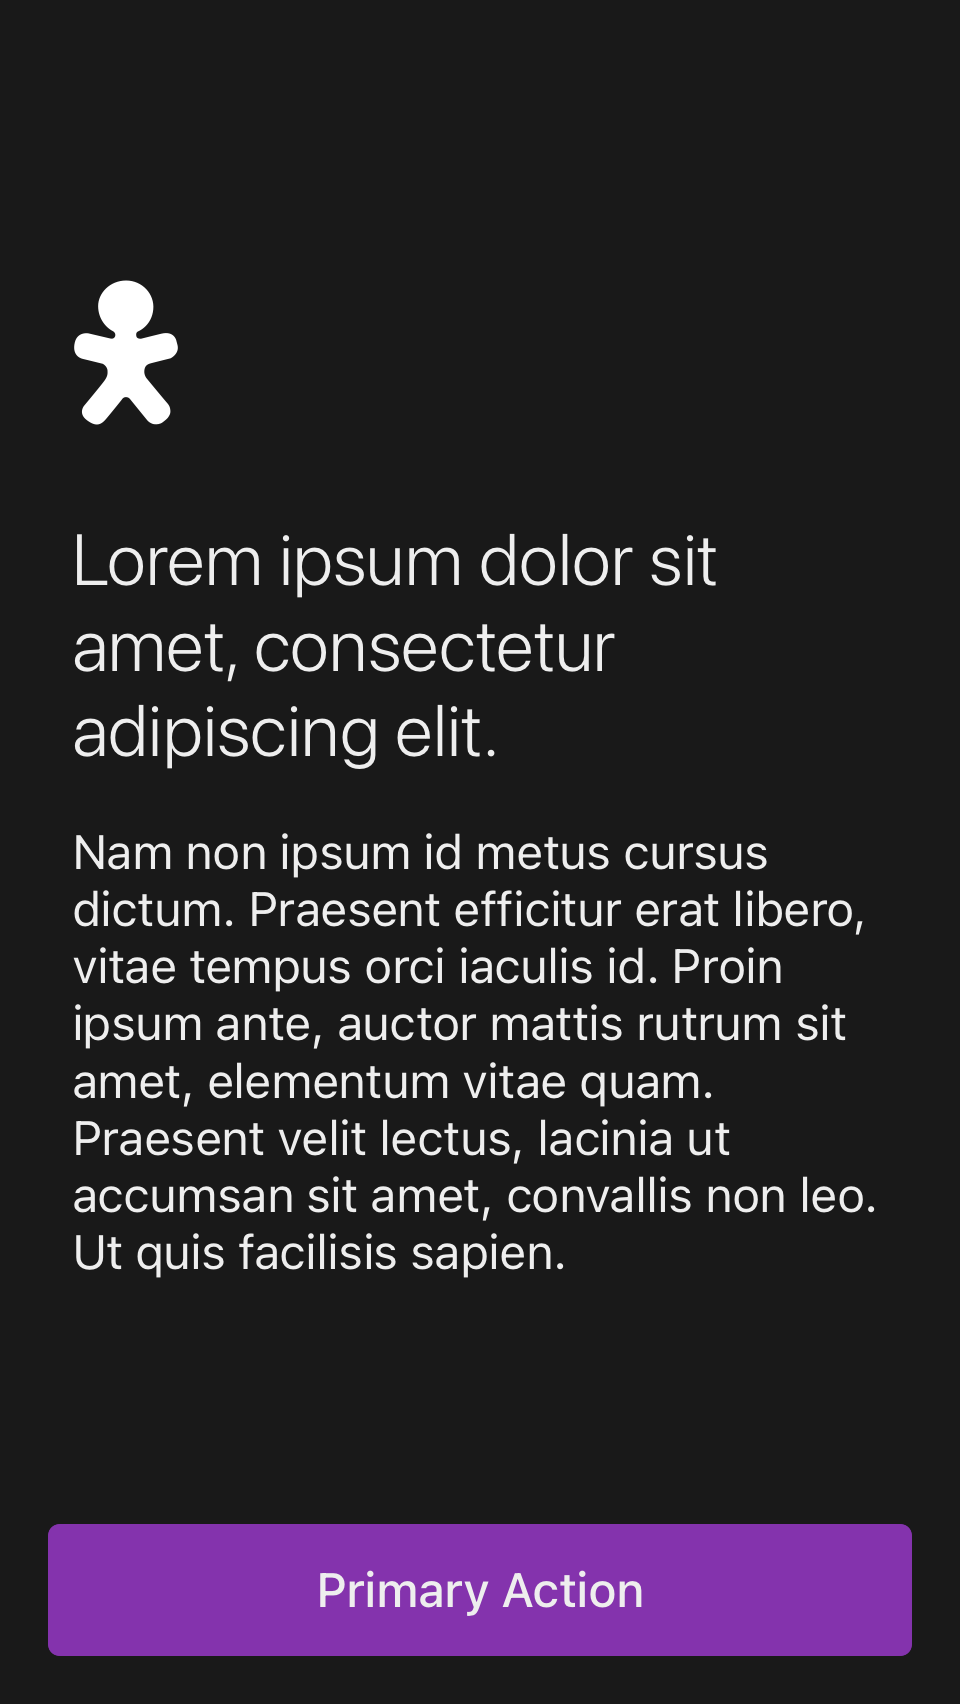 Lorem ipsum dolor sit
amet, consectetur
adipiscing elit.
Nam non ipsum id metus cursus
dictum. Praesent efficitur erat libero,
vitae tempus orci iaculis id. Proin
ipsum ante, auctor mattis rutrum sit
amet, elementum vitae quam.
Praesent velit lectus, lacinia ut
accumsan sit amet, convallis non leo.
Ut quis facilisis sapien.
Primary Action